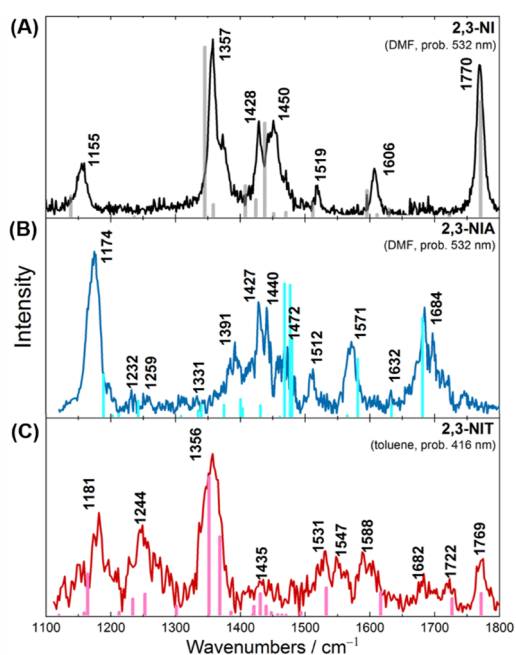 (A)
2,3-NI
(DMF, prob. 532 nm)
1155
1357
1428
1450
1519
1606
1770
(B)
2,3-NIA
(DMF, prob. 532 nm)
1174
1232
1259
1331
1391
1427
1440
1472
1512
1571
1632
1684
Intensity
(C)
2,3-NIT
(toluene, prob. 416 nm)
1181
1244
1356
1435
1531
1547
1588
1682
1722
1769
1100 1200 1300 1400 1500 1600 1700 1800
Wavenumbers / cm⁻¹